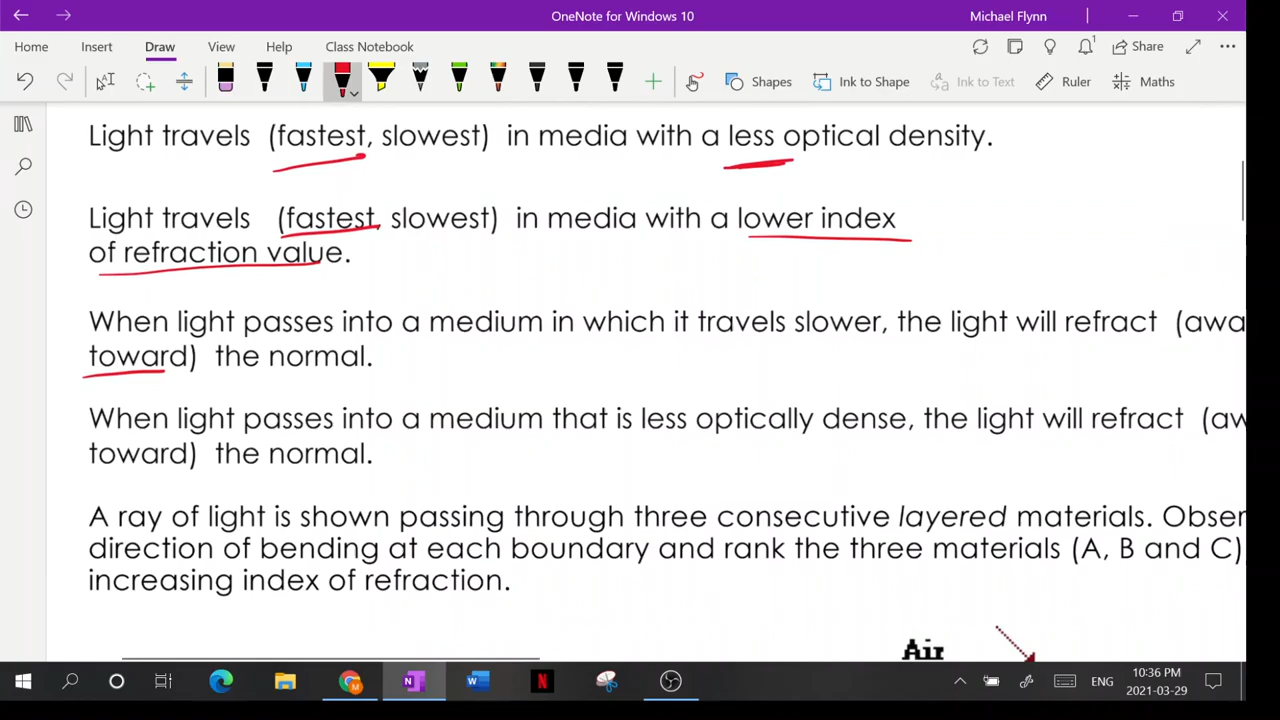 OneNote for Windows 10
Michael Flynn
Home Insert Draw View Help Class Notebook
Share
Shapes Ink to Shape Ink to Text Ruler Maths
Light travels (fastest, slowest) in media with a less optical density.
Light travels (fastest, slowest) in media with a lower index
of refraction value.
When light passes into a medium in which it travels slower, the light will refract (awa
toward) the normal.
When light passes into a medium that is less optically dense, the light will refract (aw
toward) the normal.
A ray of light is shown passing through three consecutive layered materials. Obser
direction of bending at each boundary and rank the three materials (A, B and C)
increasing index of refraction.
Air
ENG
10:36 PM
2021-03-29